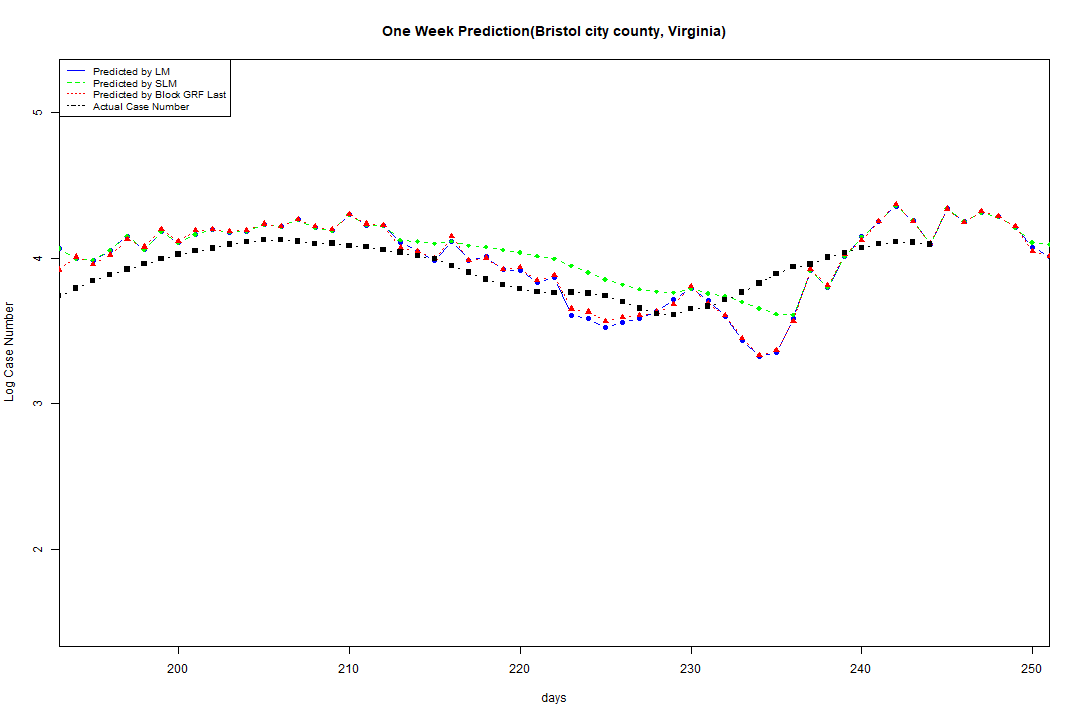 One Week Prediction(Bristol city county, Virginia)
Predicted by LM
Predicted by SLM
Predicted by Block GRF Last
Actual Case Number
5
4
3
2
Log Case Number
200 210 220 230 240 250
days